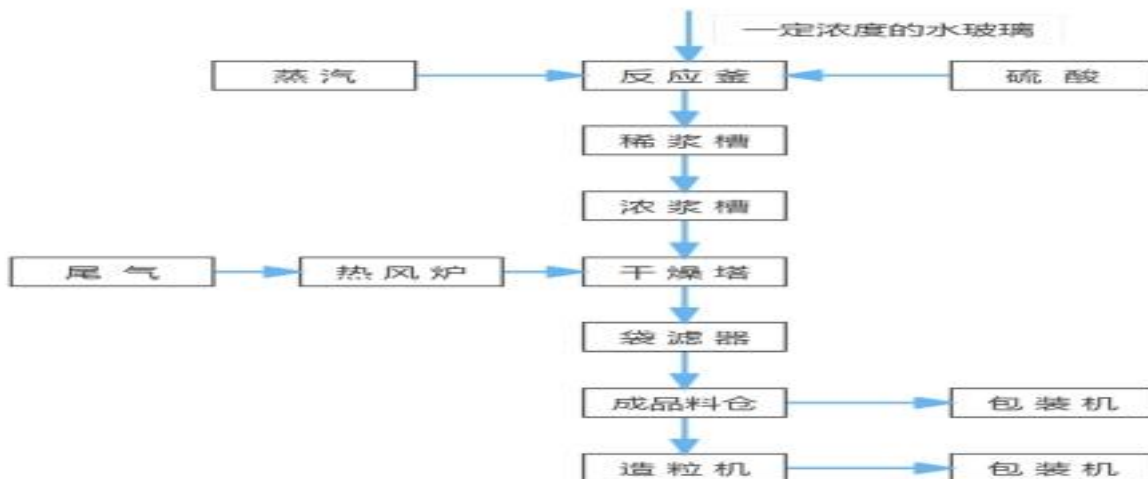 一定浓度的水玻璃
蒸汽
反应釜
硫酸
稀浆槽
浓浆槽
尾气
热风炉
干燥塔
袋滤器
成品料仓
包装机
造粒机
包装机